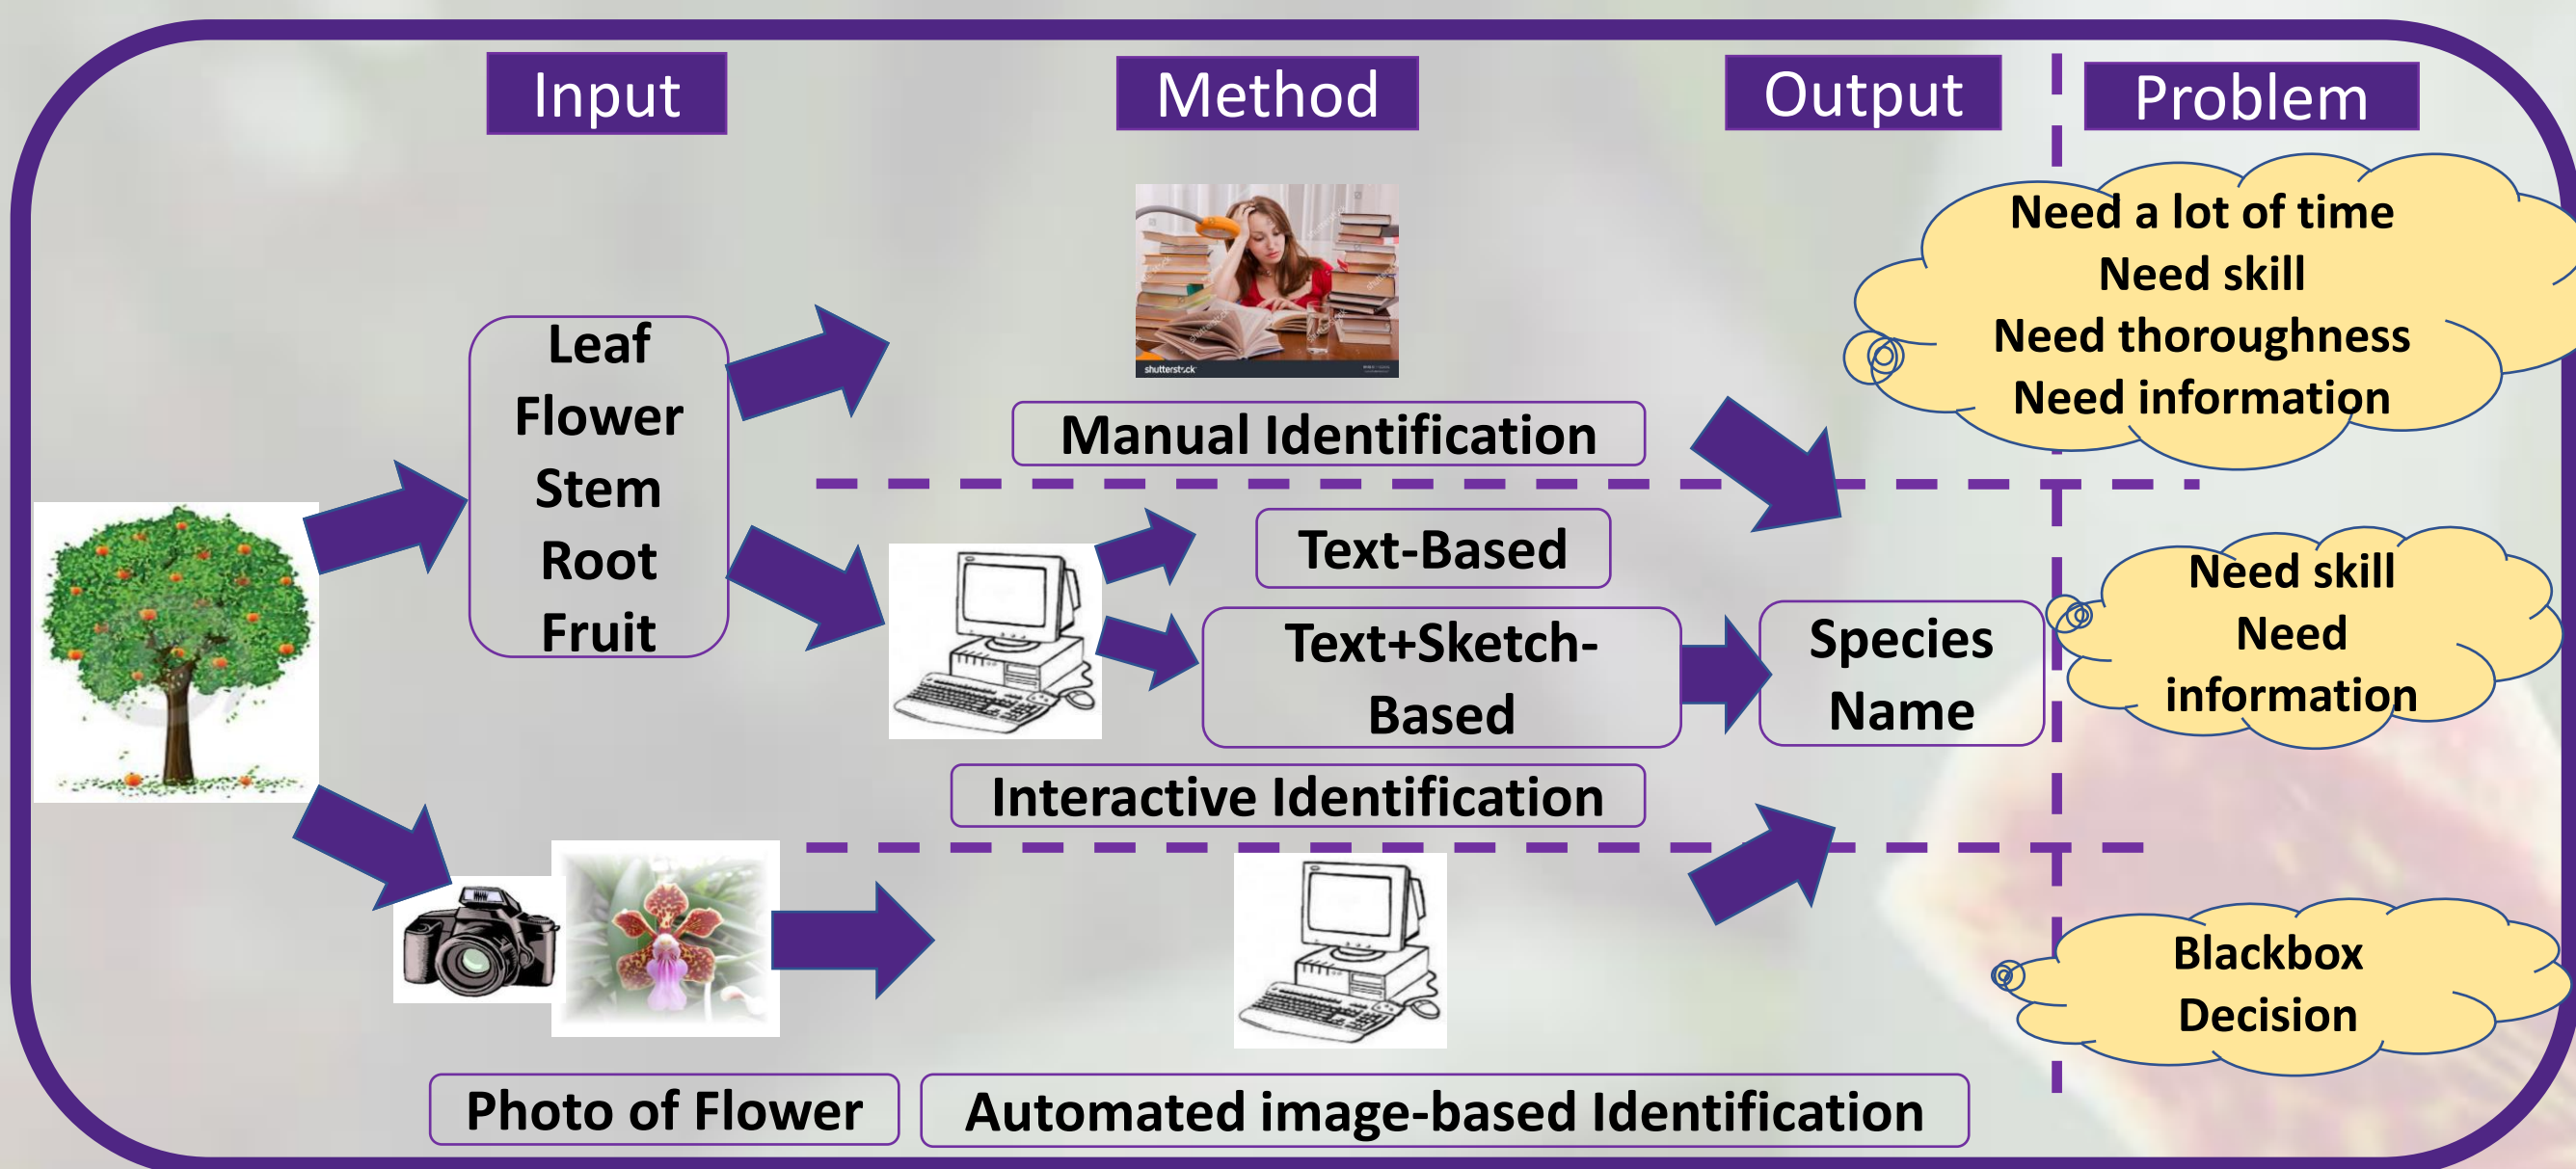 Input
Method
Output
Problem
Leaf
Flower
Stem
Root
Fruit
shutterstock
Manual Identification
Need a lot of time
Need skill
Need thoroughness
Need information
Text-Based
Text+Sketch-
Based
Interactive Identification
Species
Name
Need skill
Need
information
Photo of Flower
Automated image-based Identification
Blackbox
Decision